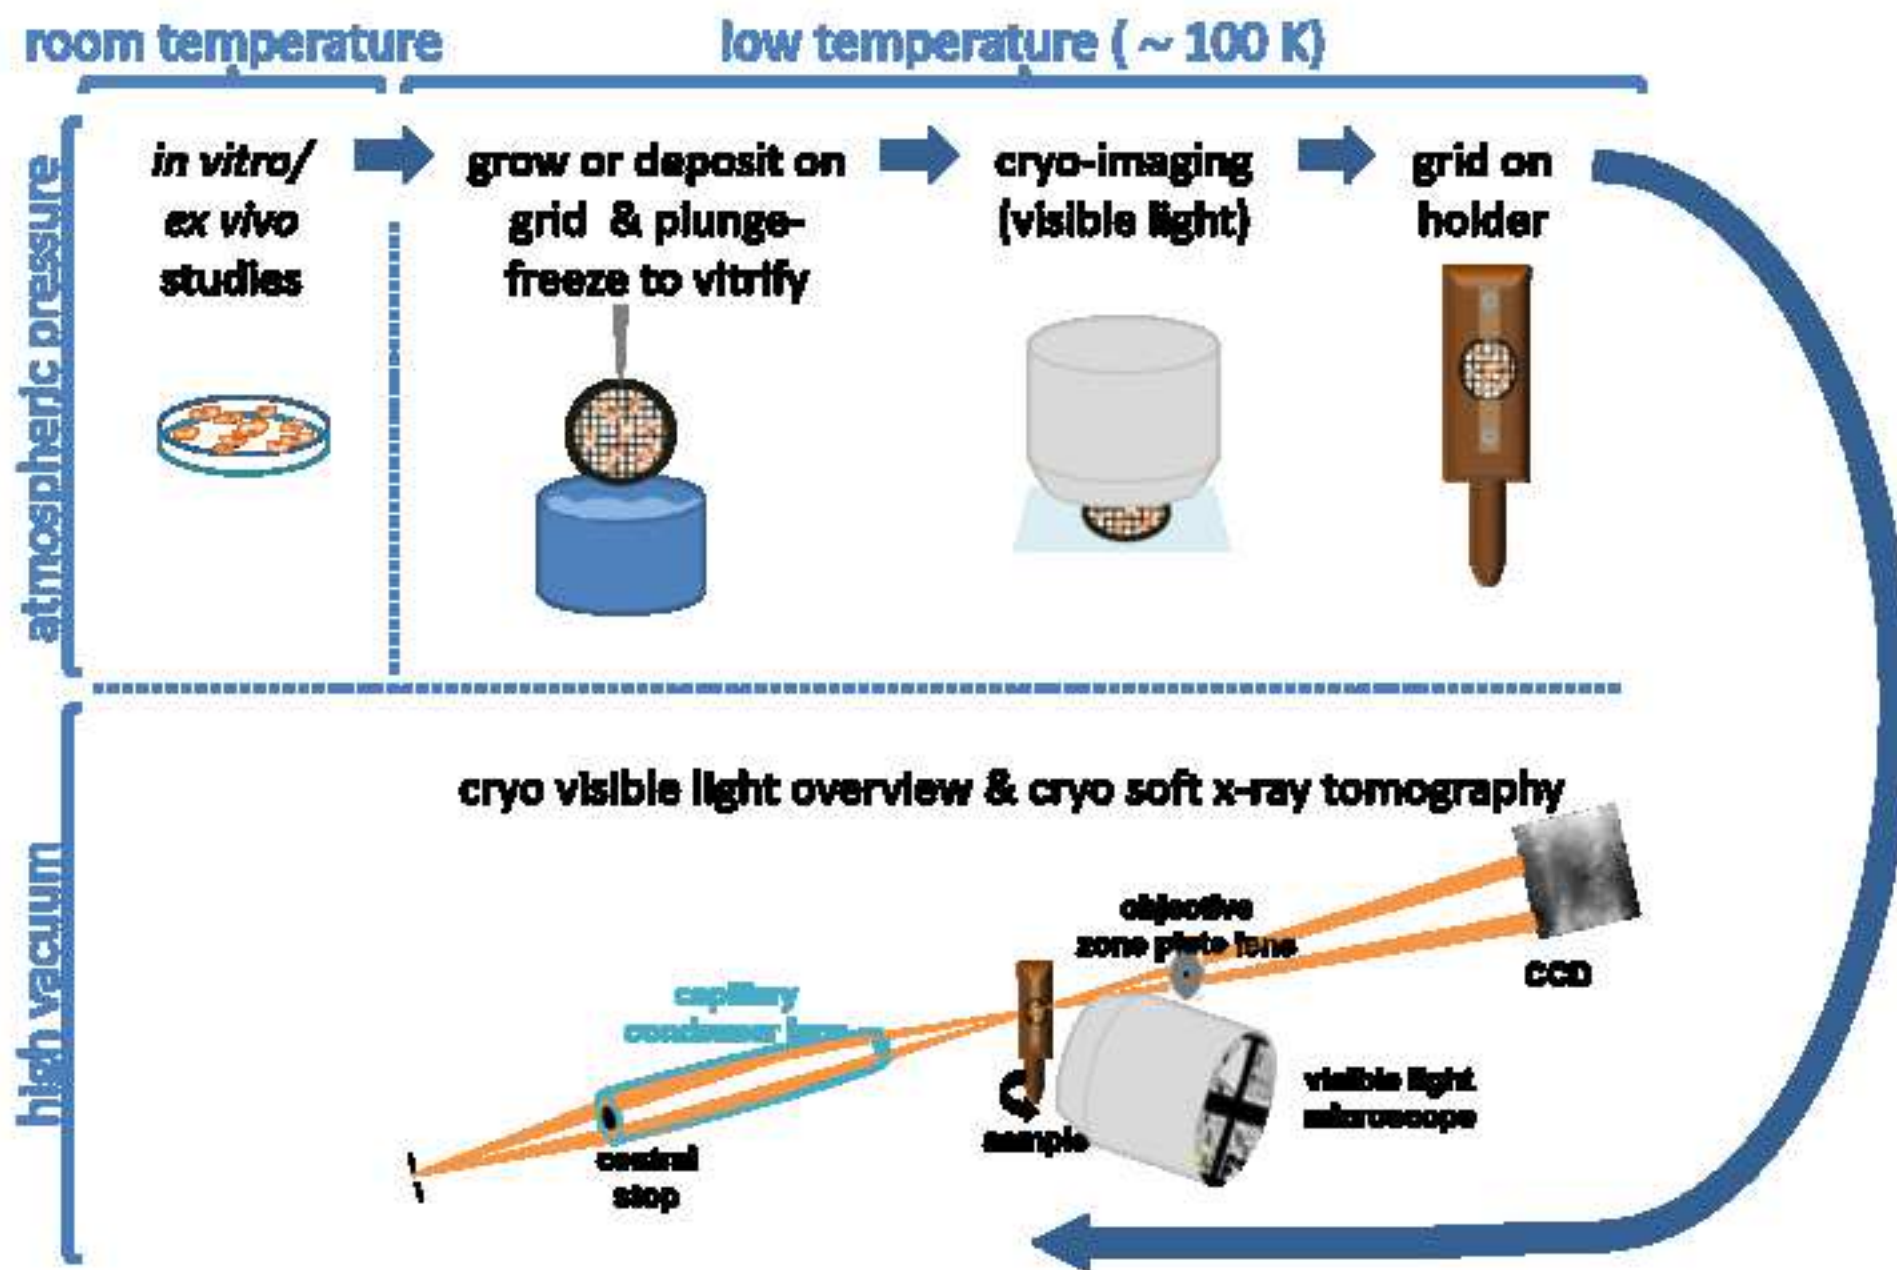 room temperature
low temperature ( ~ 100 K)
atmospheric pressure
in vitro/
ex vivo
studies
grow or deposit on
grid & plunge-
freeze to vitrify
cryo-imaging
(visible light)
grid on
holder
high vacuum
cryo visible light overview & cryo soft x-ray tomography
objective
zone plate lens
CCD
capillary
condenser lens
visible light
microscope
sample
central
stop